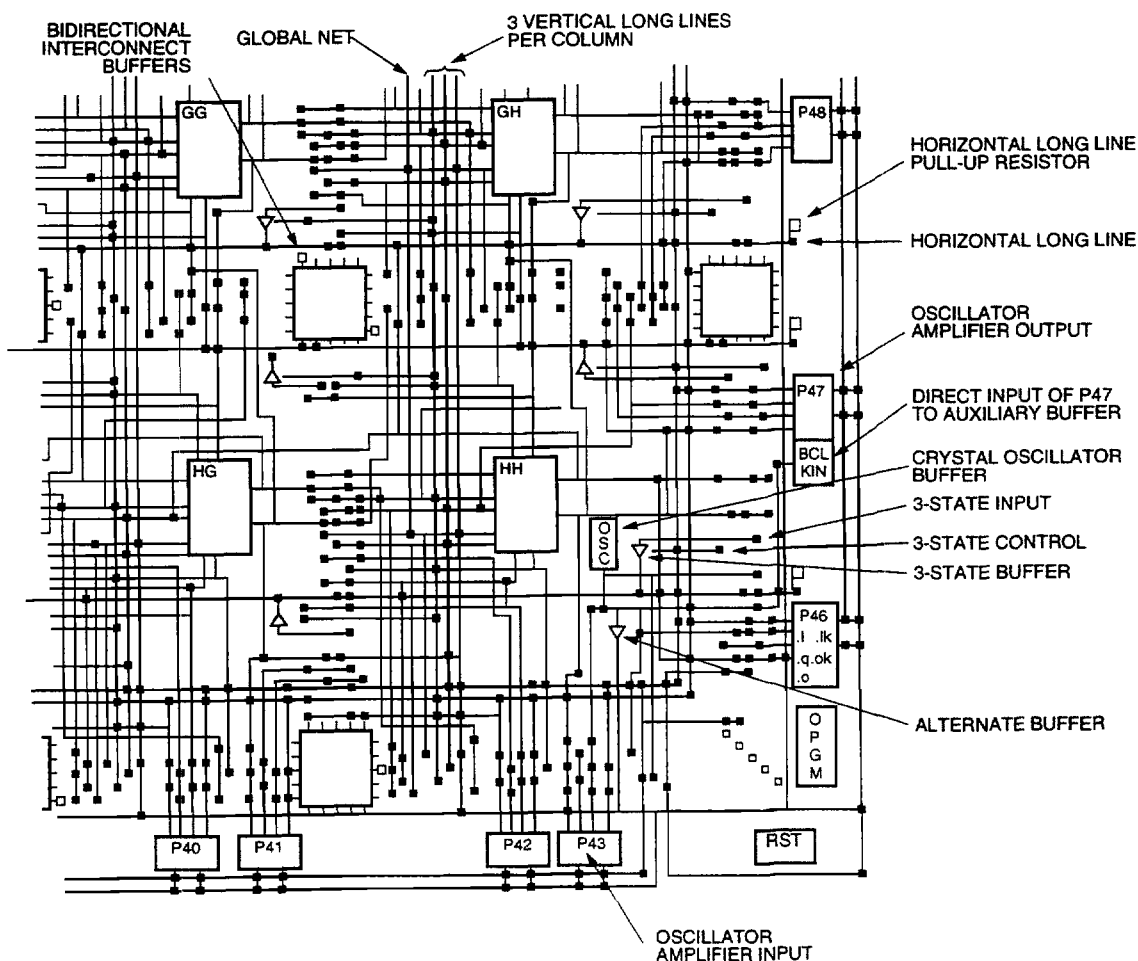 BIDIRECTIONAL
INTERCONNECT
BUFFERS
GLOBAL NET
3 VERTICAL LONG LINES
PER COLUMN
GG
GH
P48
HORIZONTAL LONG LINE
PULL-UP RESISTOR
HORIZONTAL LONG LINE
OSCILLATOR
AMPLIFIER OUTPUT
P47
DIRECT INPUT OF P47
TO AUXILIARY BUFFER
BCL
KIN
HG
HH
CRYSTAL OSCILLATOR
BUFFER
OSC
3-STATE INPUT
3-STATE CONTROL
3-STATE BUFFER
P46
.I .Ik
.q.ok
.o
ALTERNATE BUFFER
OPGM
P40
P41
P42
P43
RST
OSCILLATOR
AMPLIFIER INPUT